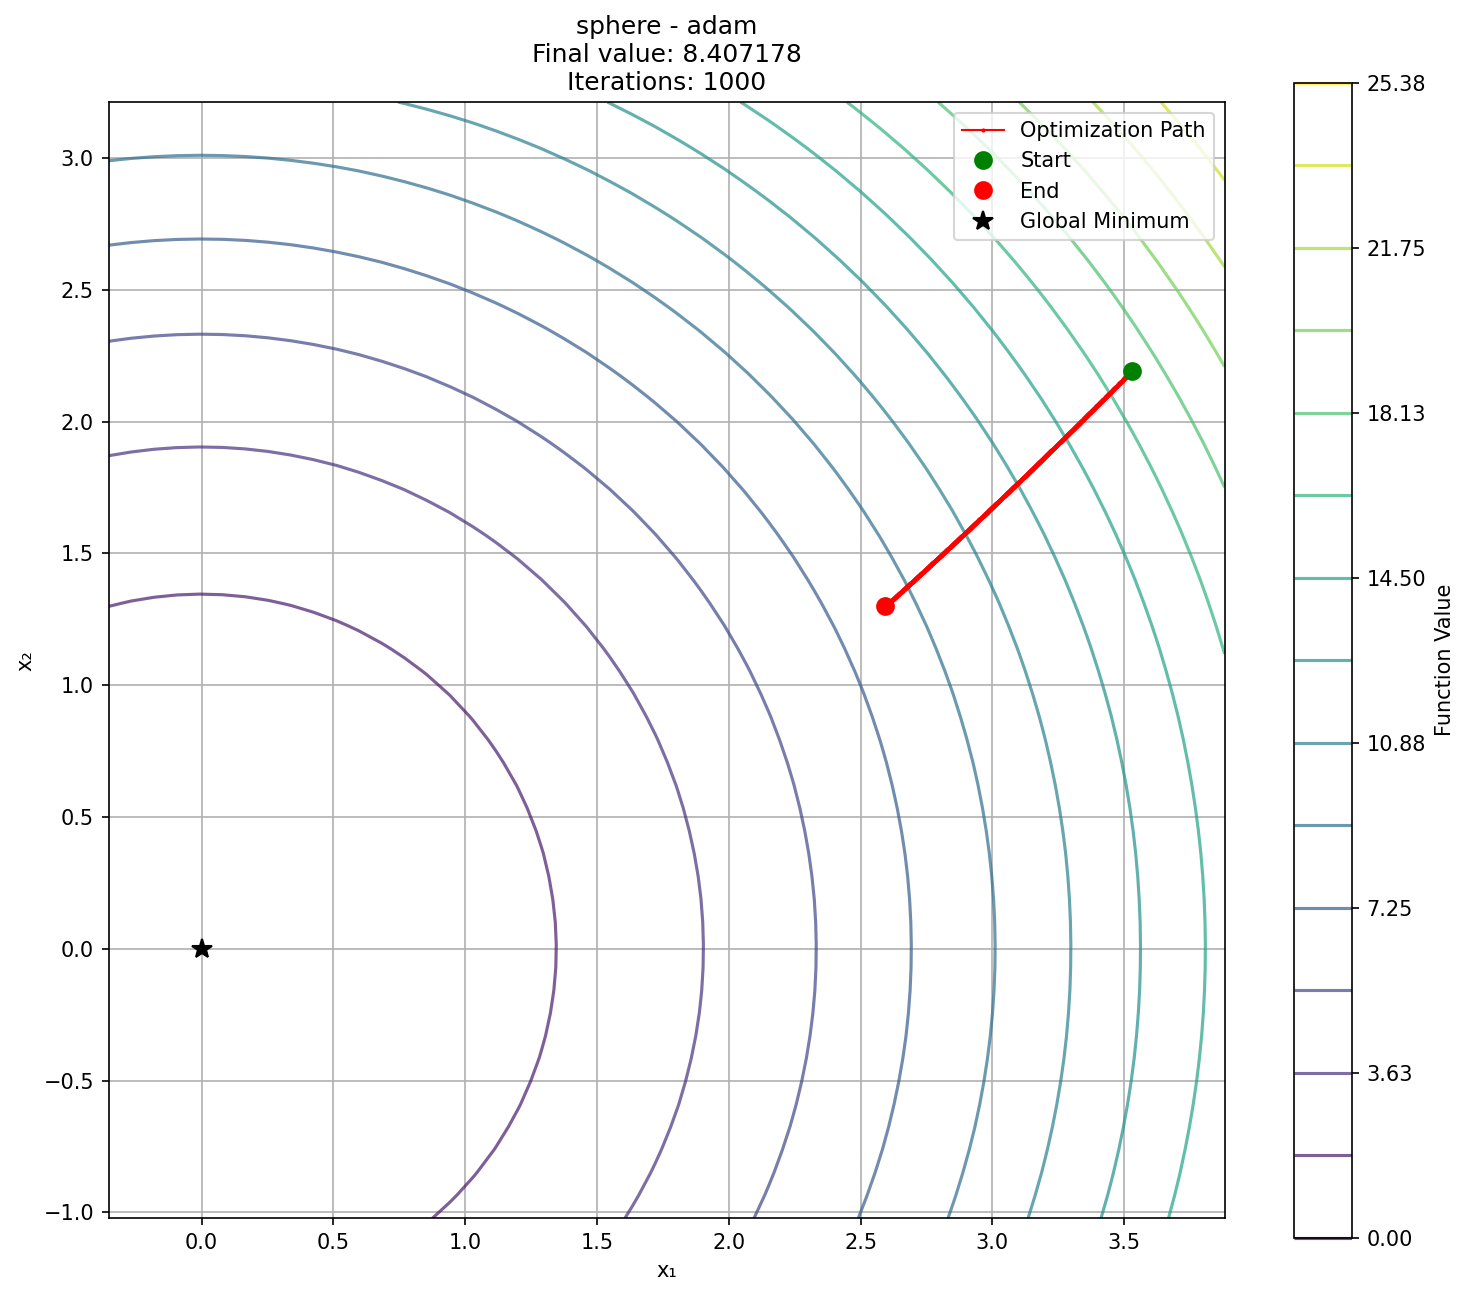 sphere - adam
Final value: 8.407178
Iterations: 1000
Optimization Path
Start
End
Global Minimum
3.0
2.5
2.0
1.5
1.0
0.5
0.0
−0.5
−1.0
x₂
0.0 0.5 1.0 1.5 2.0 2.5 3.0 3.5
x₁
25.38
21.75
18.13
14.50
10.88
7.25
3.63
0.00
Function Value